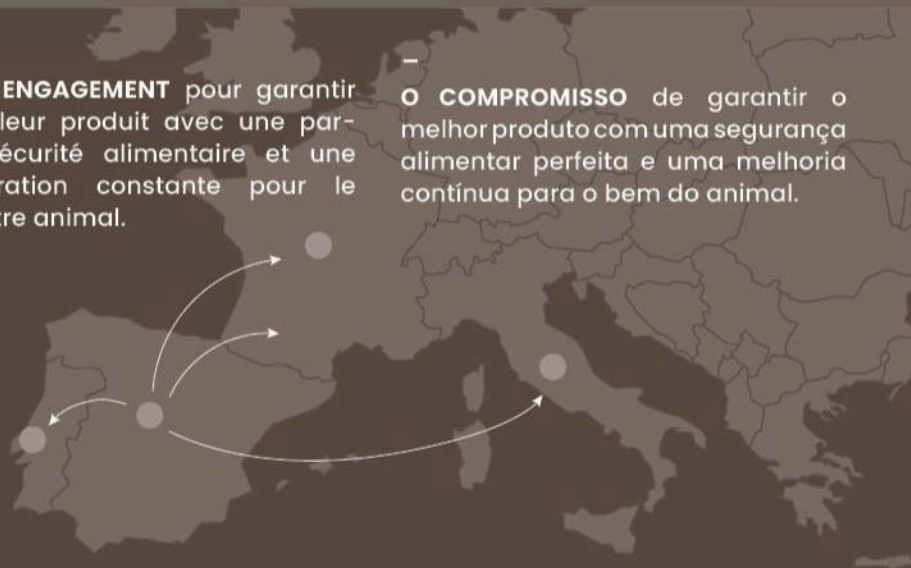 ENGAGEMENT pour garantir
leur produit avec une par-
écurité alimentaire et une
ration constante pour le
tre animal.
–
O COMPROMISSO de garantir o
melhor produto com uma segurança
alimentar perfeita e uma melhoria
contínua para o bem do animal.